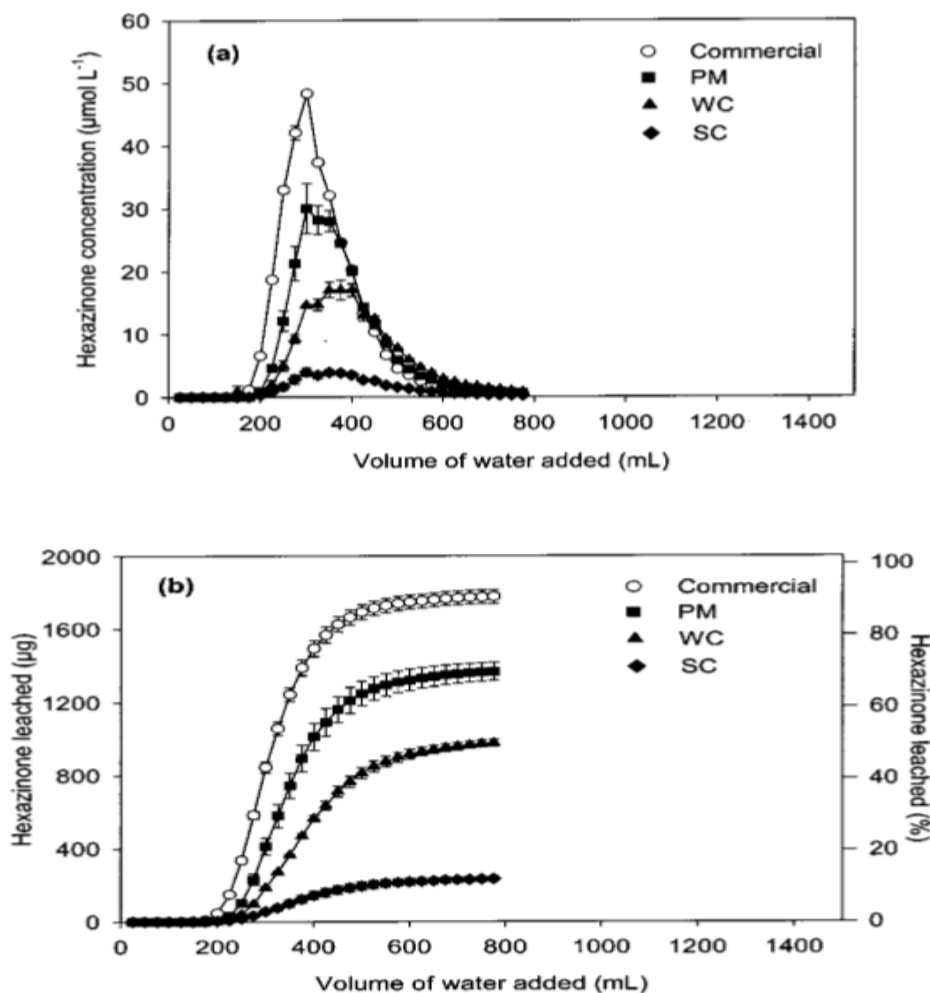 60
50
40
30
20
10
0
Hexazinone concentration (µmol L⁻¹)
(a)
Commercial
PM
WC
SC
0 200 400 600 800 1000 1200 1400
Volume of water added (mL)
2000
1600
1200
800
400
0
Hexazinone leached (µg)
(b)
Commercial
PM
WC
SC
100
80
60
40
20
0
Hexazinone leached (%)
0 200 400 600 800 1000 1200 1400
Volume of water added (mL)